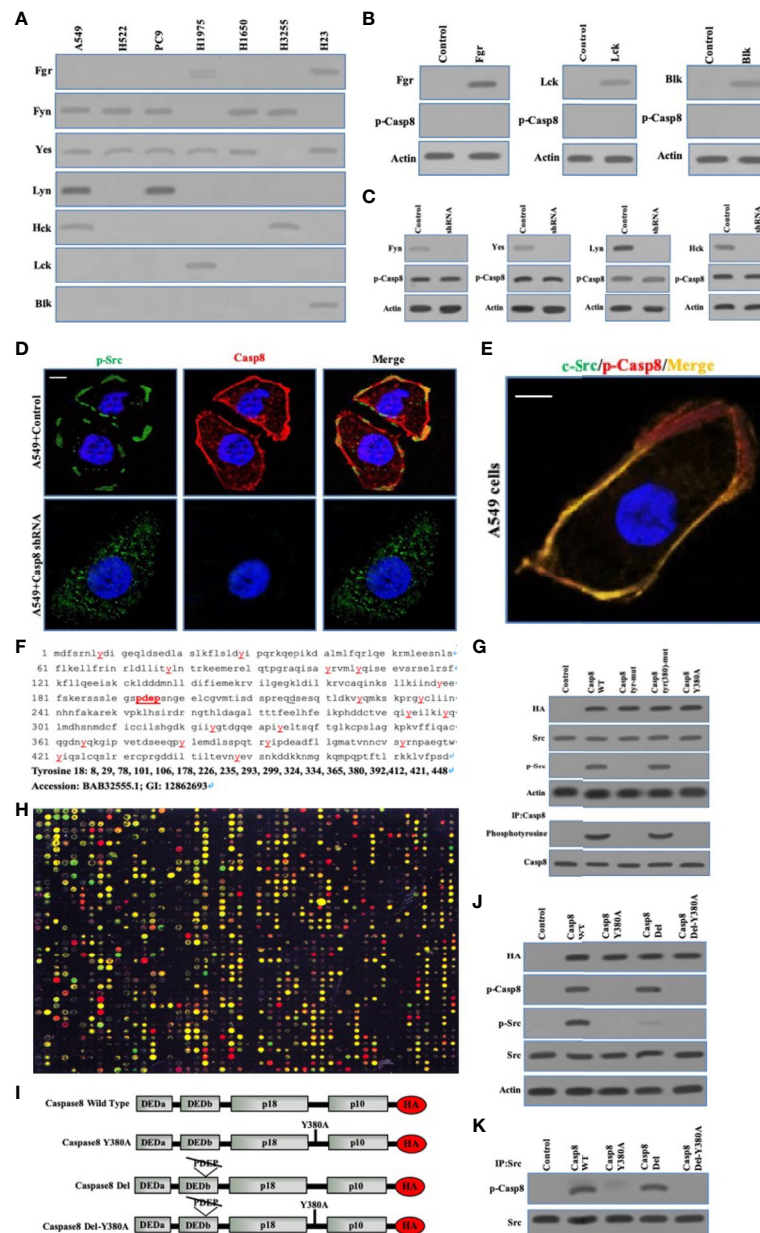 A
A549 H522 PC9 H1975 H1650 H3255 H23
Fgr
Fyn
Yes
Lyn
Hck
Lck
Blk
B
Control Fgr
Fgr
p-Casp8
Actin
Control Lck
Lck
p-Casp8
Actin
Control Blk
Blk
p-Casp8
Actin
C
Control shRNA
Fyn
p-Casp8
Actin
Control shRNA
Yes
p-Casp8
Actin
Control shRNA
Lyn
p-Casp8
Actin
Control shRNA
Hck
p-Casp8
Actin
D
p-Src Casp8 Merge
A549+Control
A549+Casp8 shRNA
E
c-Src/p-Casp8/Merge
A549 cells
F
1 mdfsrnlydi geqldsedla slkflsldyi pqrkqepikd almlfqrlqe krmleesnls
61 flkellfrin rldllityln trkeemerel qtpgraqisa yrvmlyqise evsrselrsf
121 kfllqeeisk ckldddmnll difiemekrv ilgegkldil krvcaqinks llkiindyee
181 fskersssle gspdepsnge elcgvmtisd spreqdsesq tldkvyqmks kprgycliin
241 nhnfakarek vpklhsirdr ngthldagal tttfeelhfe ikphddctve qiyeilkiyq
301 lmdhsnmdcf iccilshgdk giiygtdgqe apiyeltsqf tglkcpslag kpkvffiqac
361 qgdnyqkgip vetdseeqpy lemdlsspqt ryipdeadfl lgmatvnncv syrnpaegtw
421 yiqslcqslr ercprgddil tiltevnyev snkddkknmg kqmpqptftl rkklvfpsd
Tyrosine 18: 8, 29, 78, 101, 106, 178, 226, 235, 293, 299, 324, 334, 365, 380, 392,412, 421, 448
Accession: BAB32555.1; GI: 12862693
G
Control Casp8 WT Casp8 tyr-mut Casp8 tyr(380)-mut Casp8 Y380A
HA
Src
p-Src
Actin
IP:Casp8
Phosphotyrosine
Casp8
H
I
Caspase8 Wild Type DEDa DEDb p18 p10 HA
Y380A
Caspase8 Y380A DEDa DEDb p18 p10 HA
PDEP
Caspase8 Del DEDa DEDb p18 p10 HA
PDEP Y380A
Caspase8 Del-Y380A DEDa DEDb p18 p10 HA
J
Control Casp8 WT Casp8 Y380A Casp8 Del Casp8 Del-Y380A
HA
p-Casp8
p-Src
Src
Actin
K
IP:Src Control Casp8 WT Casp8 Y380A Casp8 Del Casp8 Del-Y380A
p-Casp8
Src